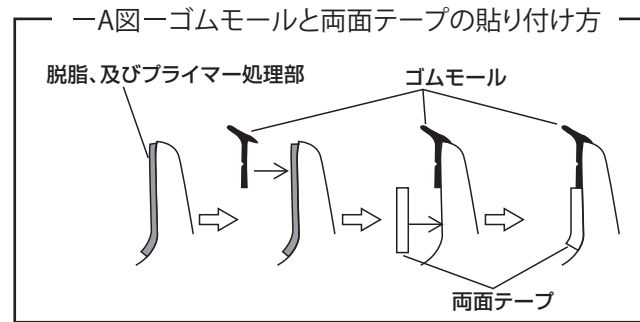 －A図－ゴムモールと両面テープの貼り付け方
脱脂、及びプライマー処理部
ゴムモール
両面テープ